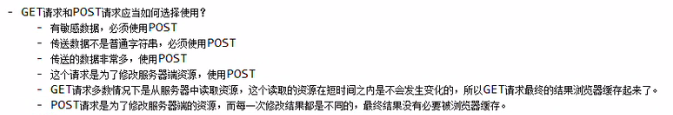 - GET请求和POST请求应当如何选择使用?
- 有敏感数据，必须使用POST
- 传送数据不是普通字符串，必须使用POST
- 传送的数据非常多，使用POST
- 这个请求是为了修改服务器端资源，使用POST
- GET请求多数情况下是从服务器中读取资源，这个读取的资源在短时间之内是不会发生变化的，所以GET请求最终的结果浏览器缓存起来了。
- POST请求是为了修改服务器端的资源，而每一次修改结果都是不同的，最终结果没有必要被浏览器缓存。